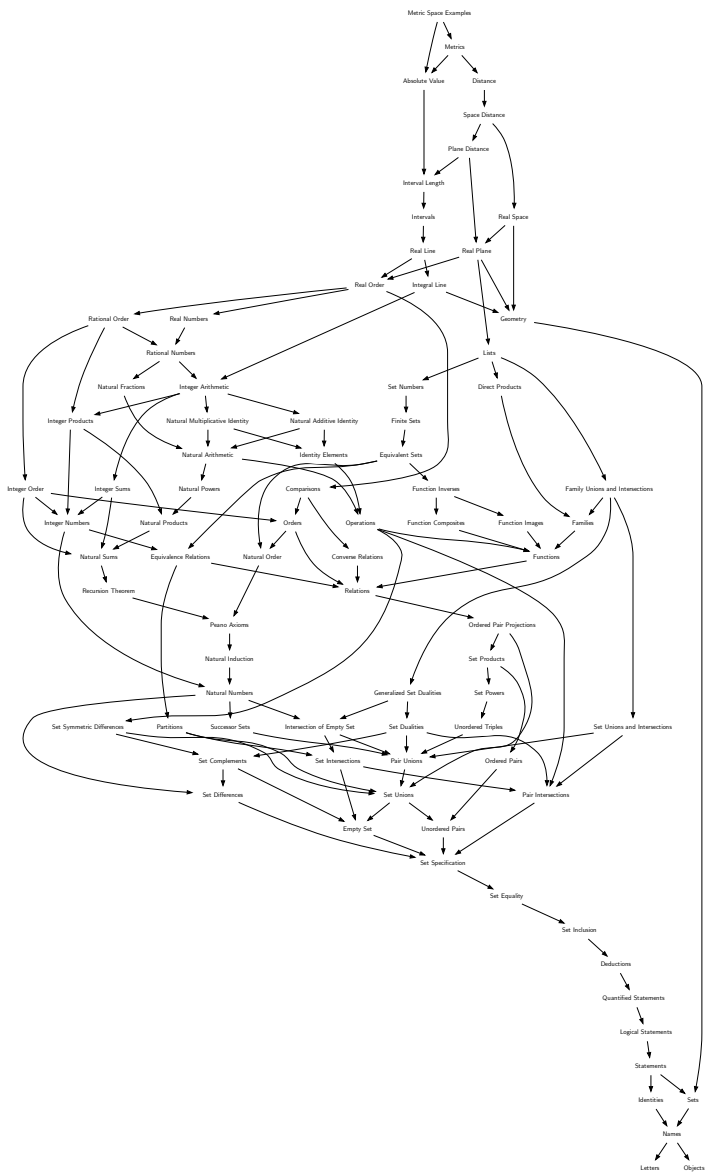 Metric Space Examples
Metrics
Absolute Value
Distance
Space Distance
Plane Distance
Interval Length
Intervals
Real Space
Real Line
Real Plane
Real Order
Integral Line
Rational Order
Real Numbers
Geometry
Rational Numbers
Lists
Natural Fractions
Integer Arithmetic
Set Numbers
Direct Products
Integer Products
Natural Multiplicative Identity
Natural Additive Identity
Finite Sets
Natural Arithmetic
Identity Elements
Equivalent Sets
Integer Order
Integer Sums
Natural Powers
Comparisons
Function Inverses
Family Unions and Intersections
Integer Numbers
Natural Products
Orders
Operations
Function Composites
Function Images
Families
Natural Sums
Equivalence Relations
Natural Order
Converse Relations
Functions
Recursion Theorem
Relations
Peano Axioms
Ordered Pair Projections
Natural Induction
Set Products
Natural Numbers
Generalized Set Dualities
Set Powers
Set Symmetric Differences
Partitions
Successor Sets
Intersection of Empty Set
Set Dualities
Unordered Triples
Set Unions and Intersections
Set Complements
Set Intersections
Pair Unions
Ordered Pairs
Set Differences
Set Unions
Pair Intersections
Empty Set
Unordered Pairs
Set Specification
Set Equality
Set Inclusion
Deductions
Quantified Statements
Logical Statements
Statements
Identities
Sets
Names
Letters
Objects